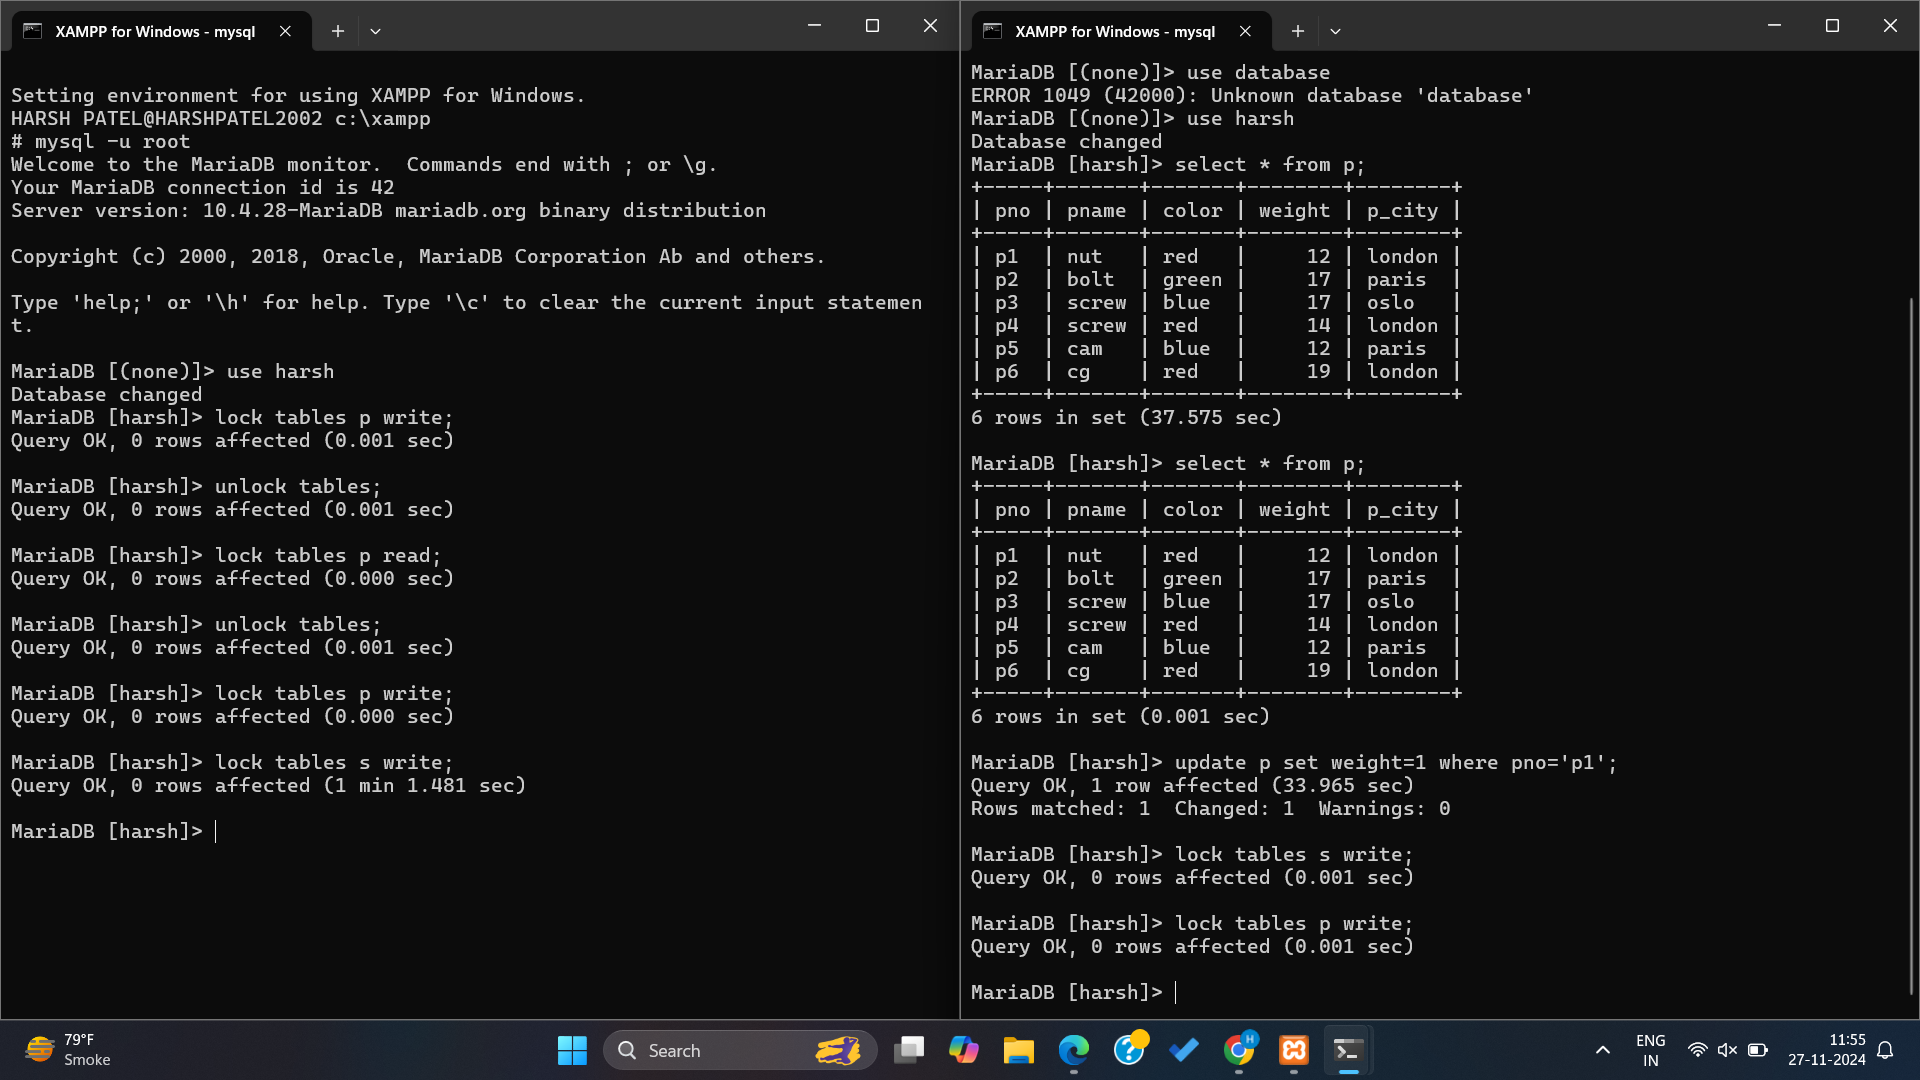 XAMPP for Windows - mysql
Setting environment for using XAMPP for Windows.
HARSH PATEL@HARSHPATEL2002 c:\xampp
# mysql -u root
Welcome to the MariaDB monitor.  Commands end with ; or \g.
Your MariaDB connection id is 42
Server version: 10.4.28-MariaDB mariadb.org binary distribution
Copyright (c) 2000, 2018, Oracle, MariaDB Corporation Ab and others.
Type 'help;' or '\h' for help. Type '\c' to clear the current input statemen
t.
MariaDB [(none)]> use harsh
Database changed
MariaDB [harsh]> lock tables p write;
Query OK, 0 rows affected (0.001 sec)
MariaDB [harsh]> unlock tables;
Query OK, 0 rows affected (0.001 sec)
MariaDB [harsh]> lock tables p read;
Query OK, 0 rows affected (0.000 sec)
MariaDB [harsh]> unlock tables;
Query OK, 0 rows affected (0.001 sec)
MariaDB [harsh]> lock tables p write;
Query OK, 0 rows affected (0.000 sec)
MariaDB [harsh]> lock tables s write;
Query OK, 0 rows affected (1 min 1.481 sec)
MariaDB [harsh]>
XAMPP for Windows - mysql
MariaDB [(none)]> use database
ERROR 1049 (42000): Unknown database 'database'
MariaDB [(none)]> use harsh
Database changed
MariaDB [harsh]> select * from p;
+-----+-------+-------+--------+--------+
| pno | pname | color | weight | p_city |
+-----+-------+-------+--------+--------+
| p1  | nut   | red   |     12 | london |
| p2  | bolt  | green |     17 | paris  |
| p3  | screw | blue  |     17 | oslo   |
| p4  | screw | red   |     14 | london |
| p5  | cam   | blue  |     12 | paris  |
| p6  | cg    | red   |     19 | london |
+-----+-------+-------+--------+--------+
6 rows in set (37.575 sec)
MariaDB [harsh]> select * from p;
+-----+-------+-------+--------+--------+
| pno | pname | color | weight | p_city |
+-----+-------+-------+--------+--------+
| p1  | nut   | red   |     12 | london |
| p2  | bolt  | green |     17 | paris  |
| p3  | screw | blue  |     17 | oslo   |
| p4  | screw | red   |     14 | london |
| p5  | cam   | blue  |     12 | paris  |
| p6  | cg    | red   |     19 | london |
+-----+-------+-------+--------+--------+
6 rows in set (0.001 sec)
MariaDB [harsh]> update p set weight=1 where pno='p1';
Query OK, 1 row affected (33.965 sec)
Rows matched: 1  Changed: 1  Warnings: 0
MariaDB [harsh]> lock tables s write;
Query OK, 0 rows affected (0.001 sec)
MariaDB [harsh]> lock tables p write;
Query OK, 0 rows affected (0.001 sec)
MariaDB [harsh]>
79°F
Smoke
Search
H
ENG
IN
11:55
27-11-2024